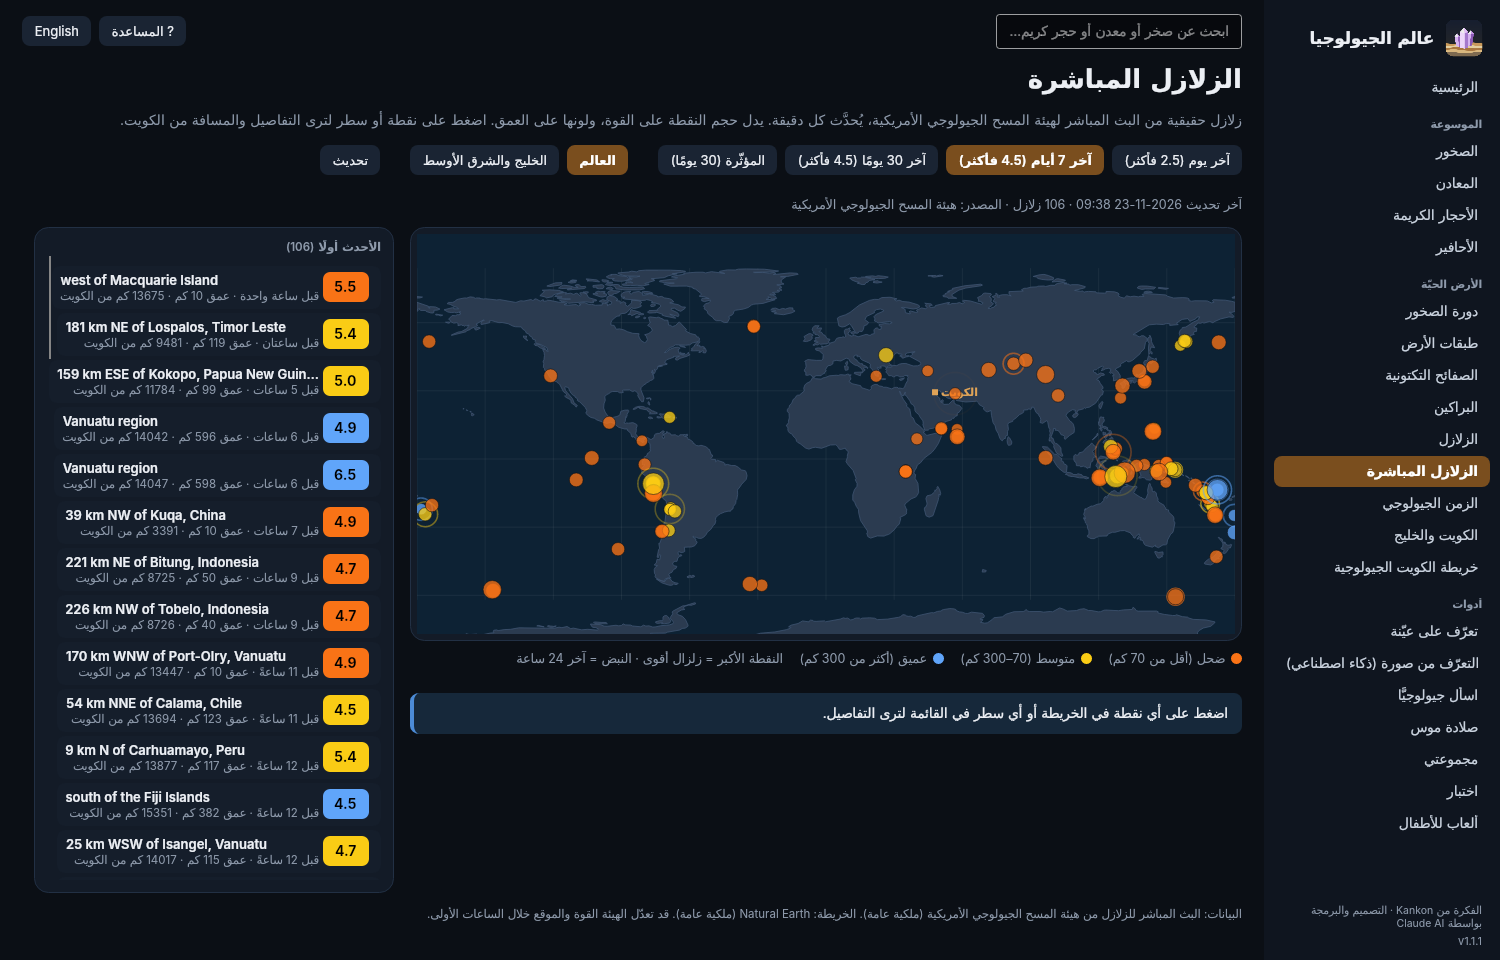 عالم الجيولوجيا
الرئيسية
الموسوعة
الصخور
المعادن
الأحجار الكريمة
الأحافير
الأرض الحيّة
دورة الصخور
طبقات الأرض
الصفائح التكتونية
البراكين
الزلازل
الزلازل المباشرة
الزمن الجيولوجي
الكويت والخليج
خريطة الكويت الجيولوجية
أدوات
تعرّف على عيّنة
التعرّف من صورة (ذكاء اصطناعي)
اسأل جيولوجيًّا
صلادة موس
مجموعتي
اختبار
ألعاب للأطفال
الفكرة من Kankon · التصميم والبرمجة
بواسطة Claude AI
v1.1.1
ابحث عن صخر أو معدن أو حجر كريم...
? المساعدة
English
الزلازل المباشرة
زلازل حقيقية من البث المباشر لهيئة المسح الجيولوجي الأمريكية، يُحدَّث كل دقيقة. يدل حجم النقطة على القوة، ولونها على العمق. اضغط على نقطة أو سطر لترى التفاصيل والمسافة من الكويت.
آخر يوم (2.5 فأكثر)
آخر 7 أيام (4.5 فأكثر)
آخر 30 يومًا (4.5 فأكثر)
المؤثّرة (30 يومًا)
العالم
الخليج والشرق الأوسط
تحديث
آخر تحديث 2026-11-23 09:38 · 106 زلازل · المصدر: هيئة المسح الجيولوجي الأمريكية
الكويت
ضحل (أقل من 70 كم)
متوسط (70–300 كم)
عميق (أكثر من 300 كم)
النقطة الأكبر = زلزال أقوى · النبض = آخر 24 ساعة
اضغط على أي نقطة في الخريطة أو أي سطر في القائمة لترى التفاصيل.
الأحدث أولًا (106)
5.5
west of Macquarie Island
قبل ساعة واحدة · عمق 10 كم · 13675 كم من الكويت
5.4
181 km NE of Lospalos, Timor Leste
قبل ساعتان · عمق 119 كم · 9481 كم من الكويت
5.0
159 km ESE of Kokopo, Papua New Guin...
قبل 5 ساعات · عمق 99 كم · 11784 كم من الكويت
4.9
Vanuatu region
قبل 6 ساعات · عمق 596 كم · 14042 كم من الكويت
6.5
Vanuatu region
قبل 6 ساعات · عمق 598 كم · 14047 كم من الكويت
4.9
39 km NW of Kuqa, China
قبل 7 ساعات · عمق 10 كم · 3391 كم من الكويت
4.7
221 km NE of Bitung, Indonesia
قبل 9 ساعات · عمق 50 كم · 8725 كم من الكويت
4.7
226 km NW of Tobelo, Indonesia
قبل 9 ساعات · عمق 40 كم · 8726 كم من الكويت
4.9
170 km WNW of Port-Olry, Vanuatu
قبل 11 ساعةً · عمق 10 كم · 13447 كم من الكويت
4.5
54 km NNE of Calama, Chile
قبل 11 ساعةً · عمق 123 كم · 13694 كم من الكويت
5.4
9 km N of Carhuamayo, Peru
قبل 12 ساعةً · عمق 117 كم · 13877 كم من الكويت
4.5
south of the Fiji Islands
قبل 12 ساعةً · عمق 382 كم · 15351 كم من الكويت
4.7
25 km WSW of Isangel, Vanuatu
قبل 12 ساعةً · عمق 115 كم · 14017 كم من الكويت
البيانات: البث المباشر للزلازل من هيئة المسح الجيولوجي الأمريكية (ملكية عامة). الخريطة: Natural Earth (ملكية عامة). قد تعدّل الهيئة القوة والموقع خلال الساعات الأولى.